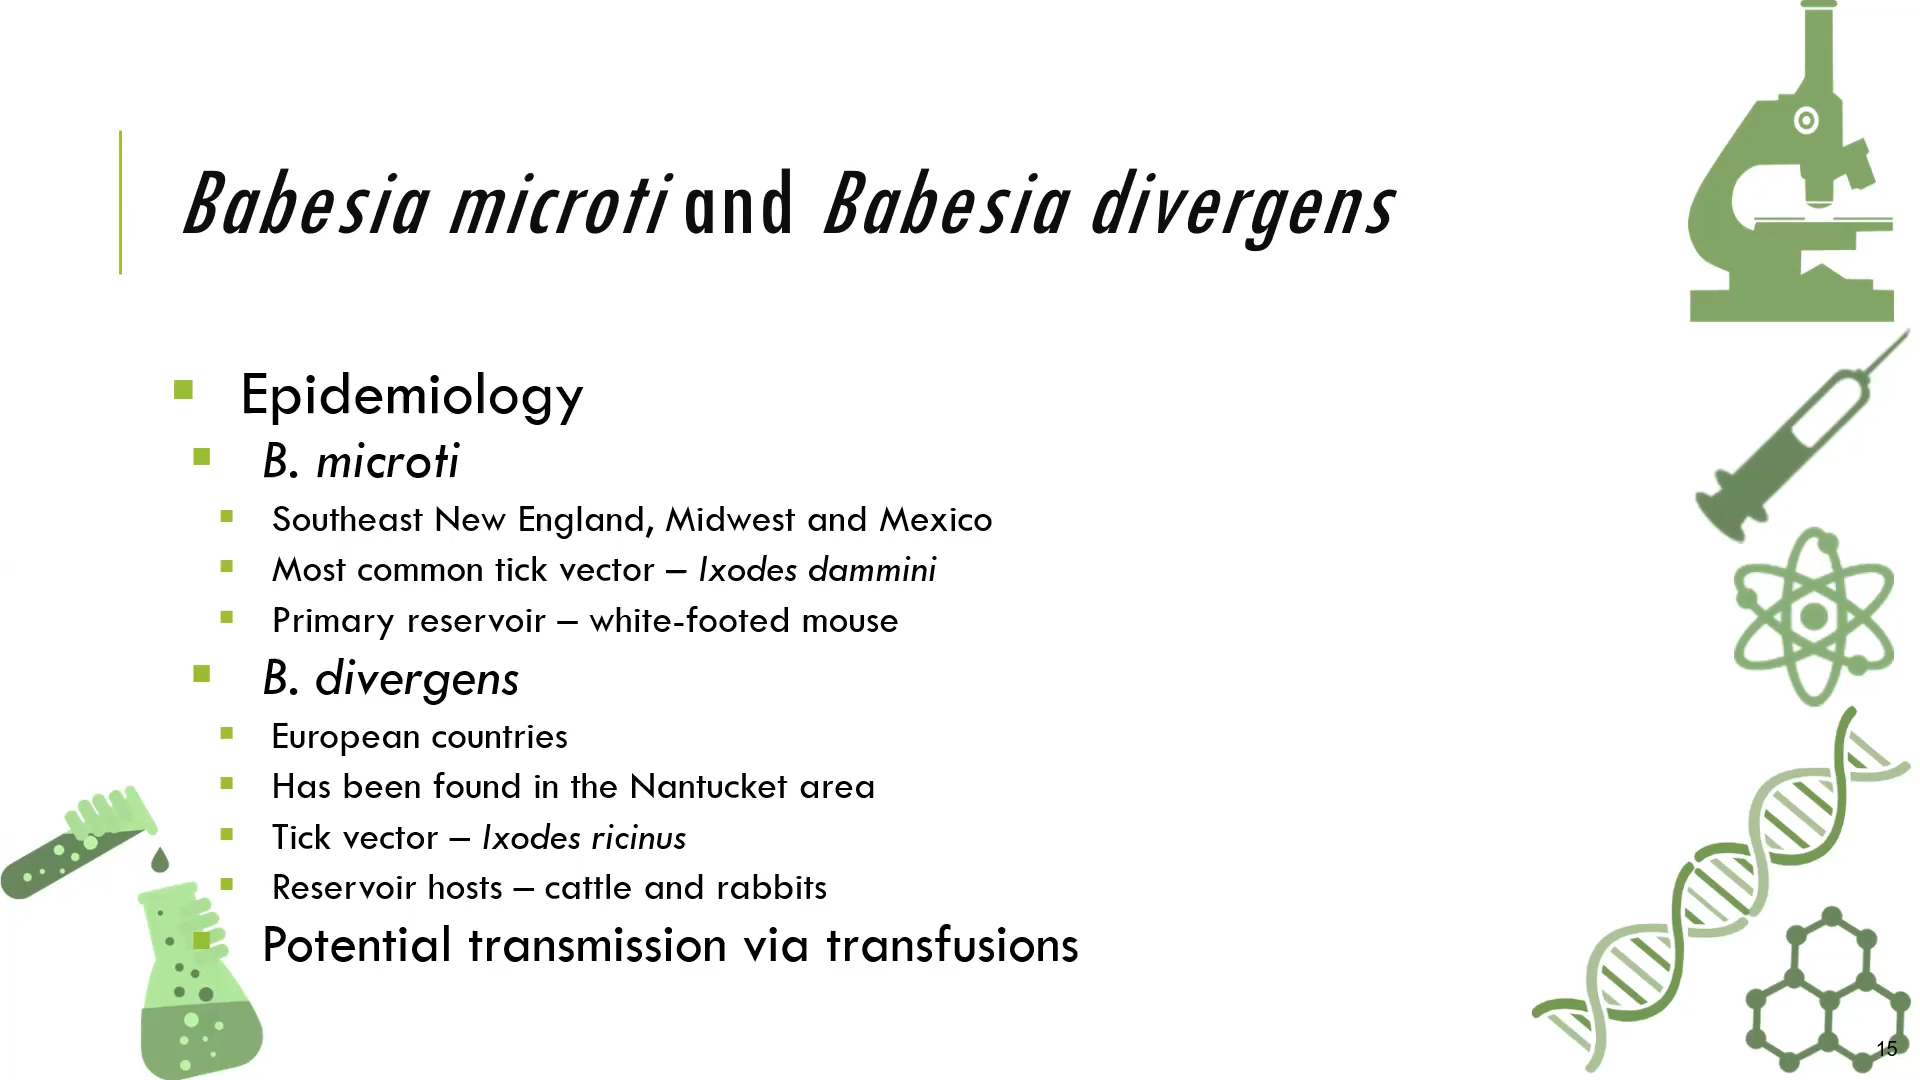 Babesia microti and Babesia divergens
Epidemiology
B. microti
Southeast New England, Midwest and Mexico
Most common tick vector – Ixodes dammini
Primary reservoir – white-footed mouse
B. divergens
European countries
Has been found in the Nantucket area
Tick vector – Ixodes ricinus
Reservoir hosts – cattle and rabbits
Potential transmission via transfusions
15